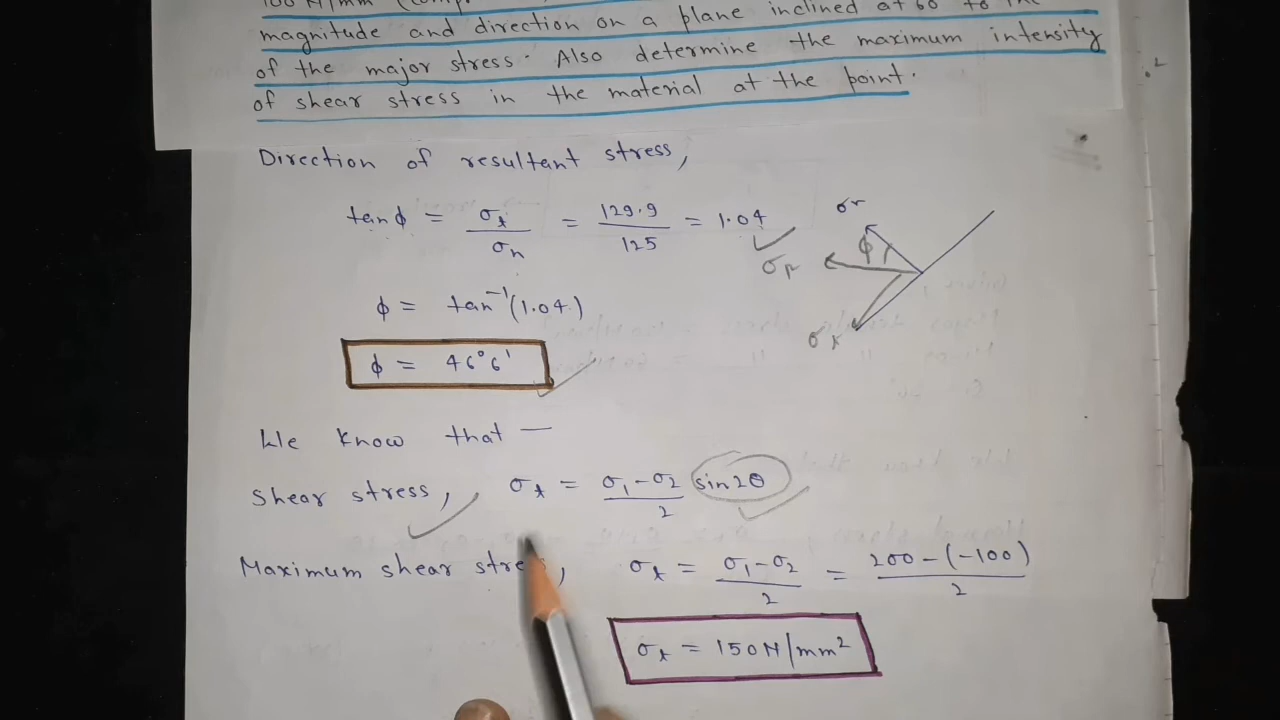 magnitude and direction on a plane inclined at 60° to the
of the major stress. Also determine the maximum intensity
of shear stress in the material at the point.
Direction of resultant stress,
tanϕ = σt / σn = 129.9 / 125 = 1.04
σr
ϕ
σt
ϕ = tan⁻¹(1.04)
ϕ = 46°6'
We know that —
Shear stress, σt = σ1-σ2 / 2 sin2θ
Maximum shear stress, σt = σ1-σ2 / 2 = 200-(-100) / 2
σt = 150N/mm²